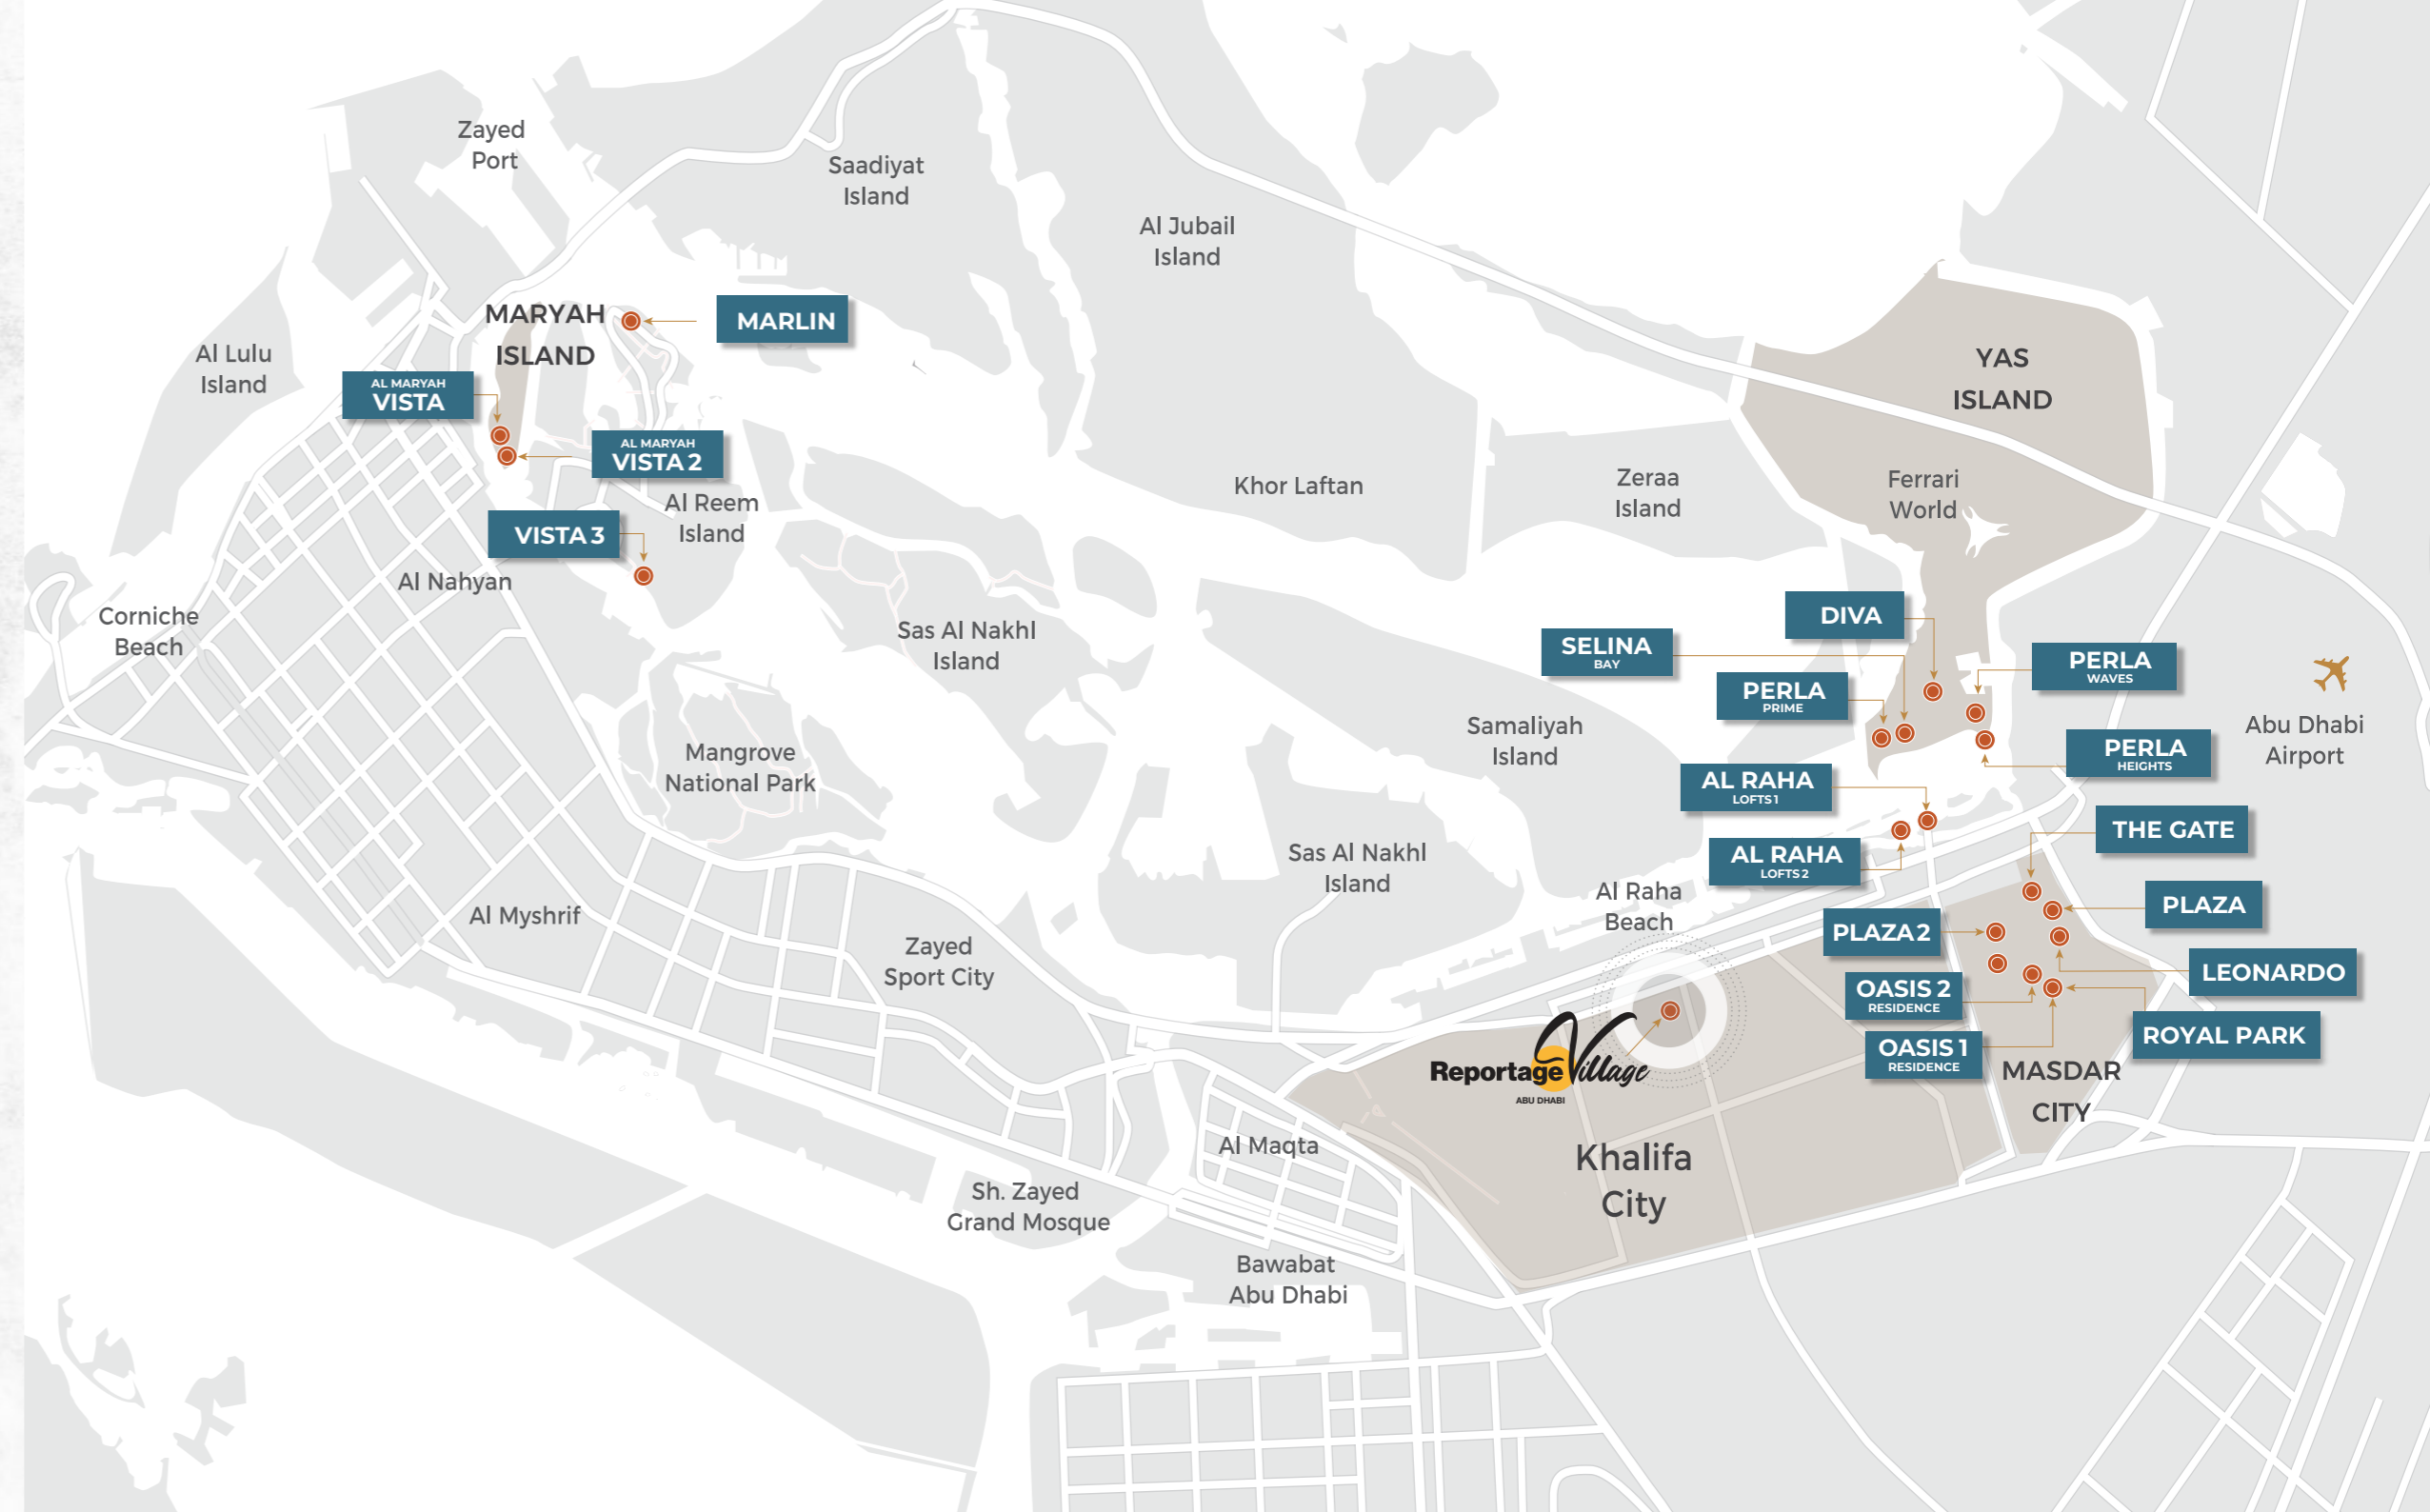 Zayed
Port
Saadiyat
Island
Al Jubail
Island
MARYAH
ISLAND
MARLIN
Al Lulu
Island
AL MARYAH
VISTA
AL MARYAH
VISTA 2
Al Reem
Island
VISTA 3
Al Nahyan
Corniche
Beach
YAS
ISLAND
Khor Laftan
Zeraa
Island
Ferrari
World
Sas Al Nakhl
Island
DIVA
SELINA
BAY
PERLA
PRIME
PERLA
WAVES
Mangrove
National Park
Samaliyah
Island
Abu Dhabi
Airport
PERLA
HEIGHTS
AL RAHA
LOFTS 1
THE GATE
AL RAHA
LOFTS 2
Sas Al Nakhl
Island
Al Raha
Beach
PLAZA
Al Myshrif
PLAZA 2
Zayed
Sport City
LEONARDO
OASIS 2
RESIDENCE
ROYAL PARK
OASIS 1
RESIDENCE
MASDAR
CITY
Reportage Village
ABU DHABI
Al Maqta
Khalifa
City
Sh. Zayed
Grand Mosque
Bawabat
Abu Dhabi